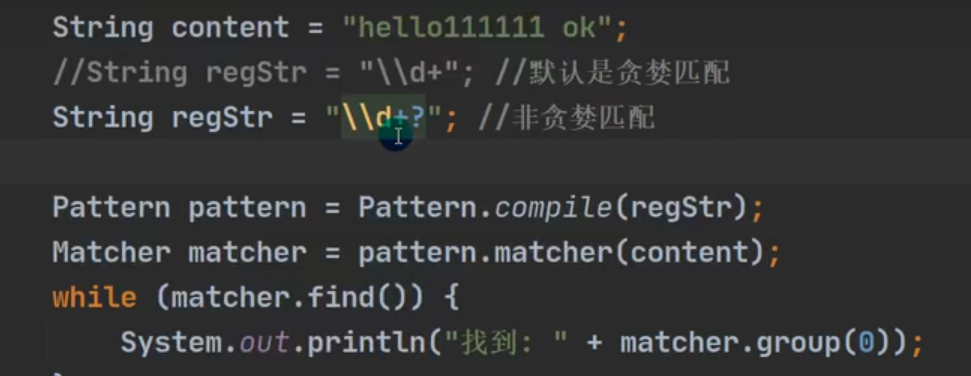 String content = "hello111111 ok";
//String regStr = "\\d+"; //默认是贪婪匹配
String regStr = "\\d+?"; //非贪婪匹配
Pattern pattern = Pattern.compile(regStr);
Matcher matcher = pattern.matcher(content);
while (matcher.find()) {
System.out.println("找到: " + matcher.group(0));
}